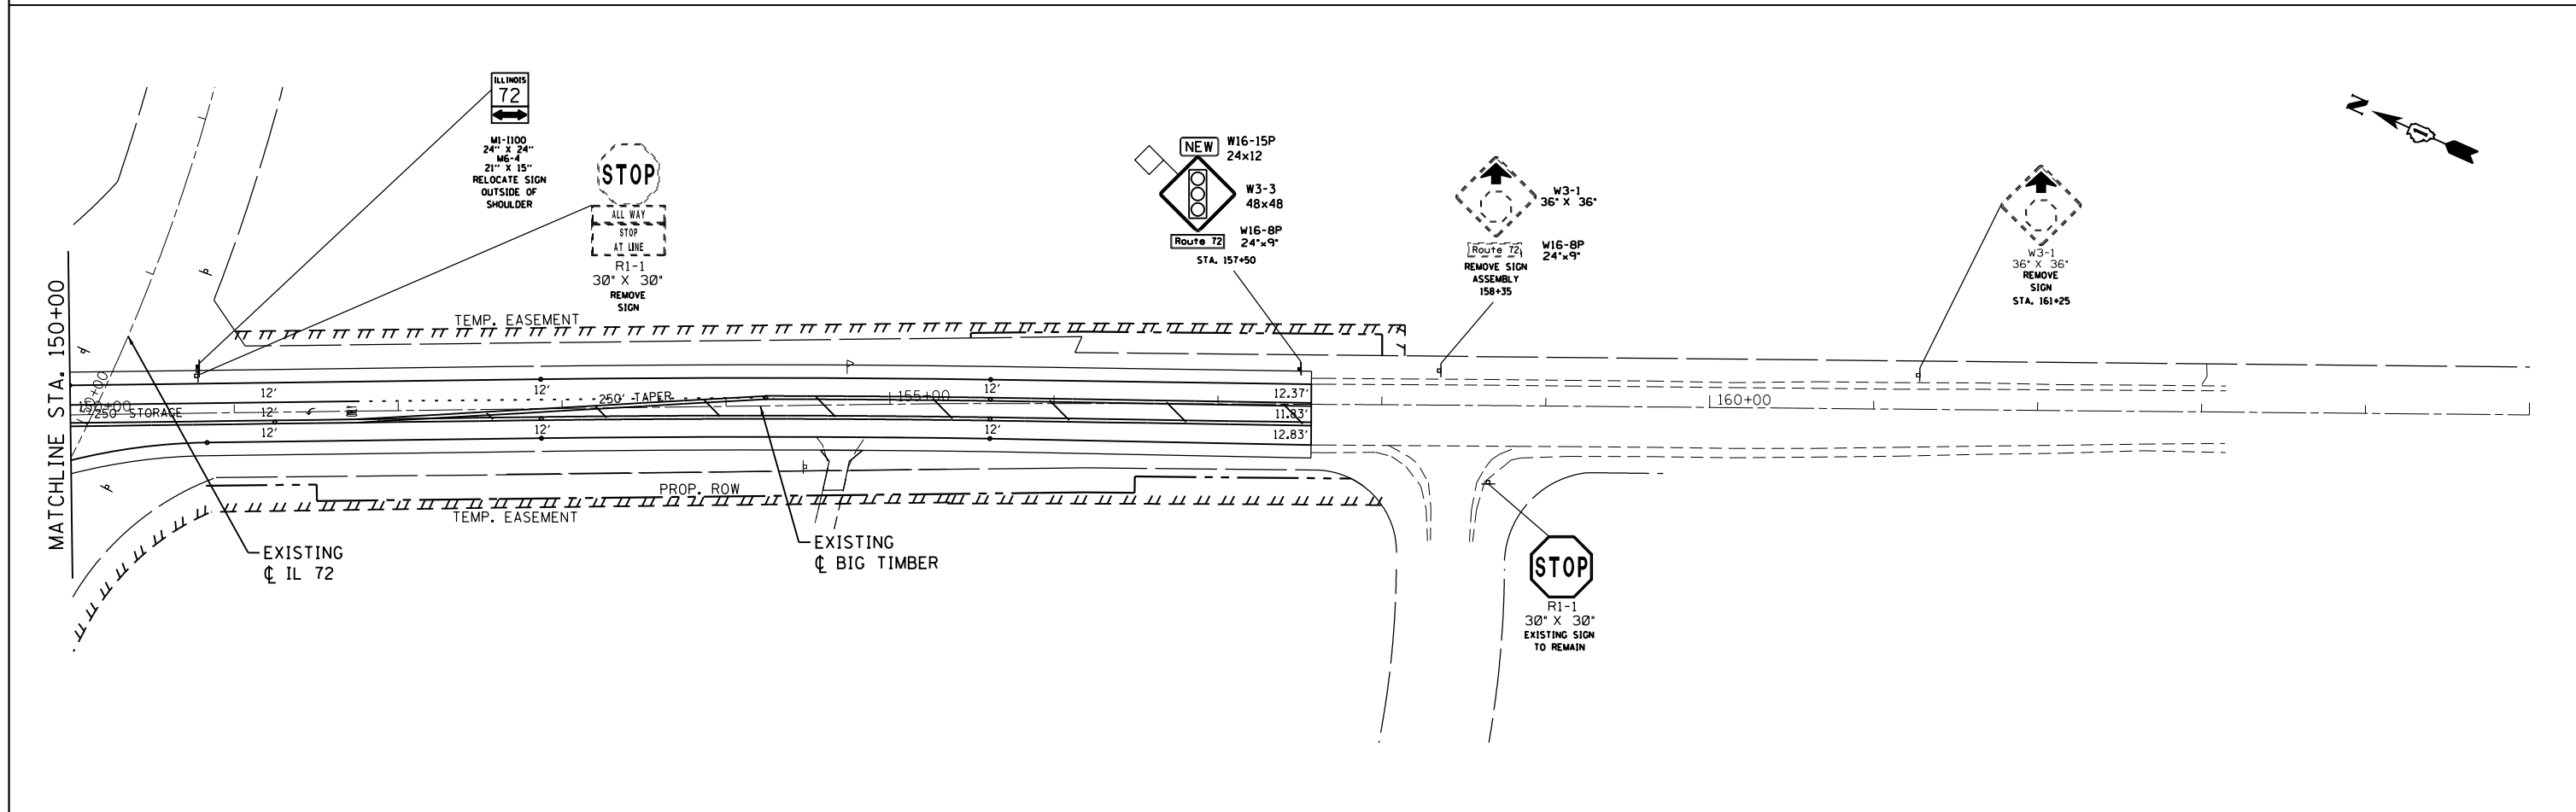 MATCHLINE STA. 150+00
ILLINOIS
72
M1-I100
24" X 24"
M6-4
21" X 15"
RELOCATE SIGN
OUTSIDE OF
SHOULDER
STOP
ALL WAY
STOP
AT LINE
R1-1
30" X 30"
REMOVE
SIGN
NEW
W16-15P
24x12
W3-3
48x48
Route 72
W16-8P
24"x9"
STA. 157+50
W3-1
36" X 36"
Route 72
W16-8P
24"x9"
REMOVE SIGN
ASSEMBLY
158+35
W3-1
36" X 36"
REMOVE
SIGN
STA. 161+25
N
TEMP. EASEMENT
12'
12'
12'
12.37'
250' TAPER
155+00
160+00
250' STORAGE
12'
11.83'
12'
12'
12'
12.83'
PROP. ROW
TEMP. EASEMENT
EXISTING
℄ IL 72
EXISTING
℄ BIG TIMBER
STOP
R1-1
30" X 30"
EXISTING SIGN
TO REMAIN